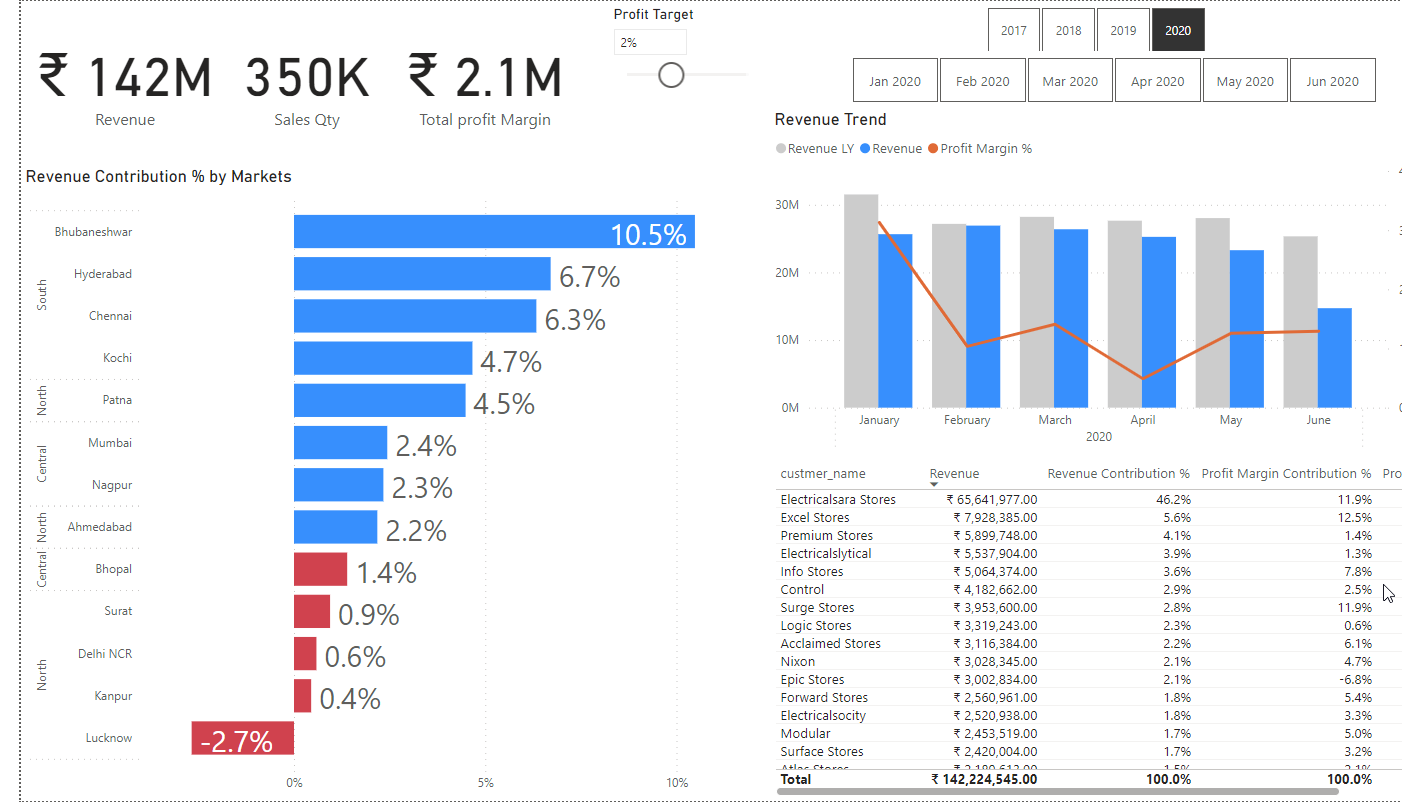 Profit Target
2%
2017 2018 2019 2020
Jan 2020 Feb 2020 Mar 2020 Apr 2020 May 2020 Jun 2020
₹ 142M 350K ₹ 2.1M
Revenue Sales Qty Total profit Margin
Revenue Contribution % by Markets
South
Bhubaneshwar 10.5%
Hyderabad 6.7%
Chennai 6.3%
Kochi 4.7%
North
Patna 4.5%
Central
Mumbai 2.4%
Nagpur 2.3%
North
Ahmedabad 2.2%
Central
Bhopal 1.4%
North
Surat 0.9%
Delhi NCR 0.6%
Kanpur 0.4%
Lucknow -2.7%
0% 5% 10%
Revenue Trend
Revenue LY Revenue Profit Margin %
30M
20M
10M
0M
January February March April May June
2020
custmer_name Revenue Revenue Contribution % Profit Margin Contribution % Pro
Electricalsara Stores ₹ 65,641,977.00 46.2% 11.9%
Excel Stores ₹ 7,928,385.00 5.6% 12.5%
Premium Stores ₹ 5,899,748.00 4.1% 1.4%
Electricalslytical ₹ 5,537,904.00 3.9% 1.3%
Info Stores ₹ 5,064,374.00 3.6% 7.8%
Control ₹ 4,182,662.00 2.9% 2.5%
Surge Stores ₹ 3,953,600.00 2.8% 11.9%
Logic Stores ₹ 3,319,243.00 2.3% 0.6%
Acclaimed Stores ₹ 3,116,384.00 2.2% 6.1%
Nixon ₹ 3,028,345.00 2.1% 4.7%
Epic Stores ₹ 3,002,834.00 2.1% -6.8%
Forward Stores ₹ 2,560,961.00 1.8% 5.4%
Electricalsocity ₹ 2,520,938.00 1.8% 3.3%
Modular ₹ 2,453,519.00 1.7% 5.0%
Surface Stores ₹ 2,420,004.00 1.7% 3.2%
Total ₹ 142,224,545.00 100.0% 100.0%